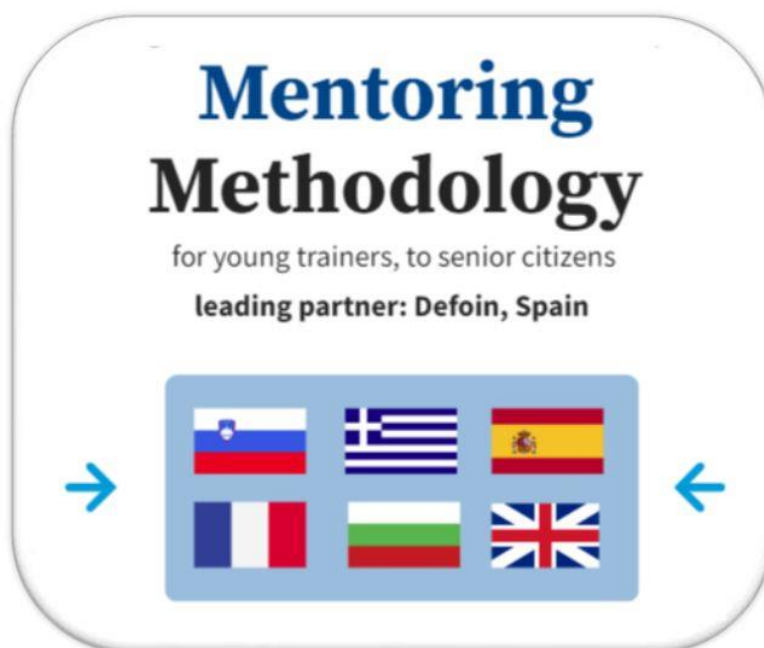 Mentoring
Methodology
for young trainers, to senior citizens
leading partner: Defoin, Spain